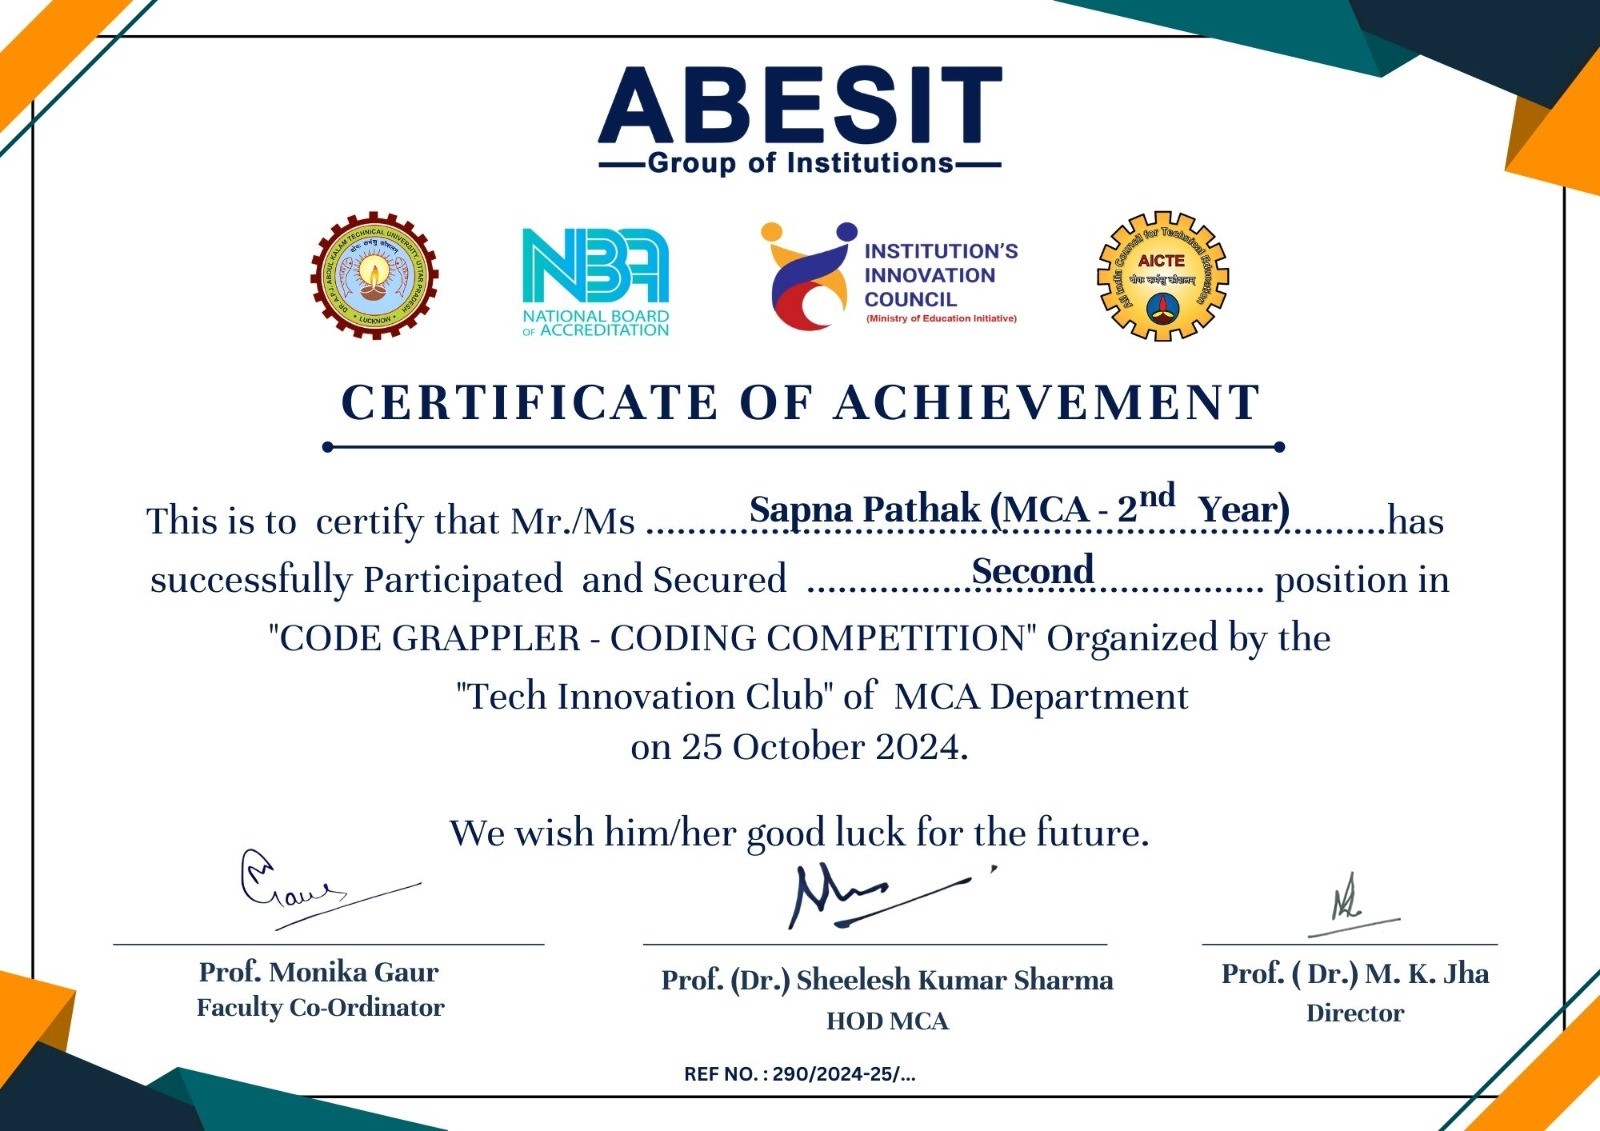 ABESIT
Group of Institutions
DR. A.P.J. ABDUL KALAM TECHNICAL UNIVERSITY, UTTAR PRADESH
LUCKNOW
NBA
NATIONAL BOARD
OF ACCREDITATION
INSTITUTION'S
INNOVATION
COUNCIL
(Ministry of Education Initiative)
All India Council for Technical Education
AICTE
योगः कर्मसु कौशलम्
CERTIFICATE OF ACHIEVEMENT
This is to certify that Mr./Ms Sapna Pathak (MCA - 2nd Year) has
successfully Participated and Secured Second position in
"CODE GRAPPLER - CODING COMPETITION" Organized by the
"Tech Innovation Club" of MCA Department
on 25 October 2024.
We wish him/her good luck for the future.
Prof. Monika Gaur
Faculty Co-Ordinator
Prof. (Dr.) Sheelesh Kumar Sharma
HOD MCA
Prof. ( Dr.) M. K. Jha
Director
REF NO. : 290/2024-25/...